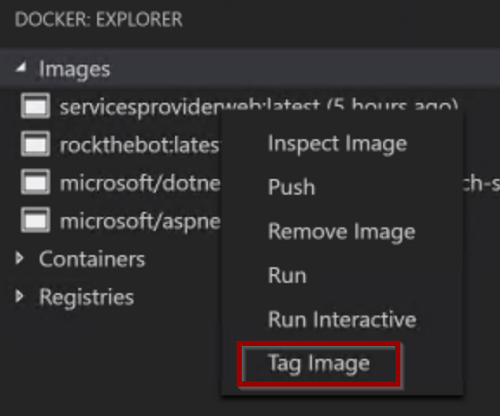 DOCKER: EXPLORER
Images
servicesproviderweb:latest (5 hours ago)
rockthebot:lates
microsoft/dotne ch-s
microsoft/aspne
Containers
Registries
Inspect Image
Push
Remove Image
Run
Run Interactive
Tag Image